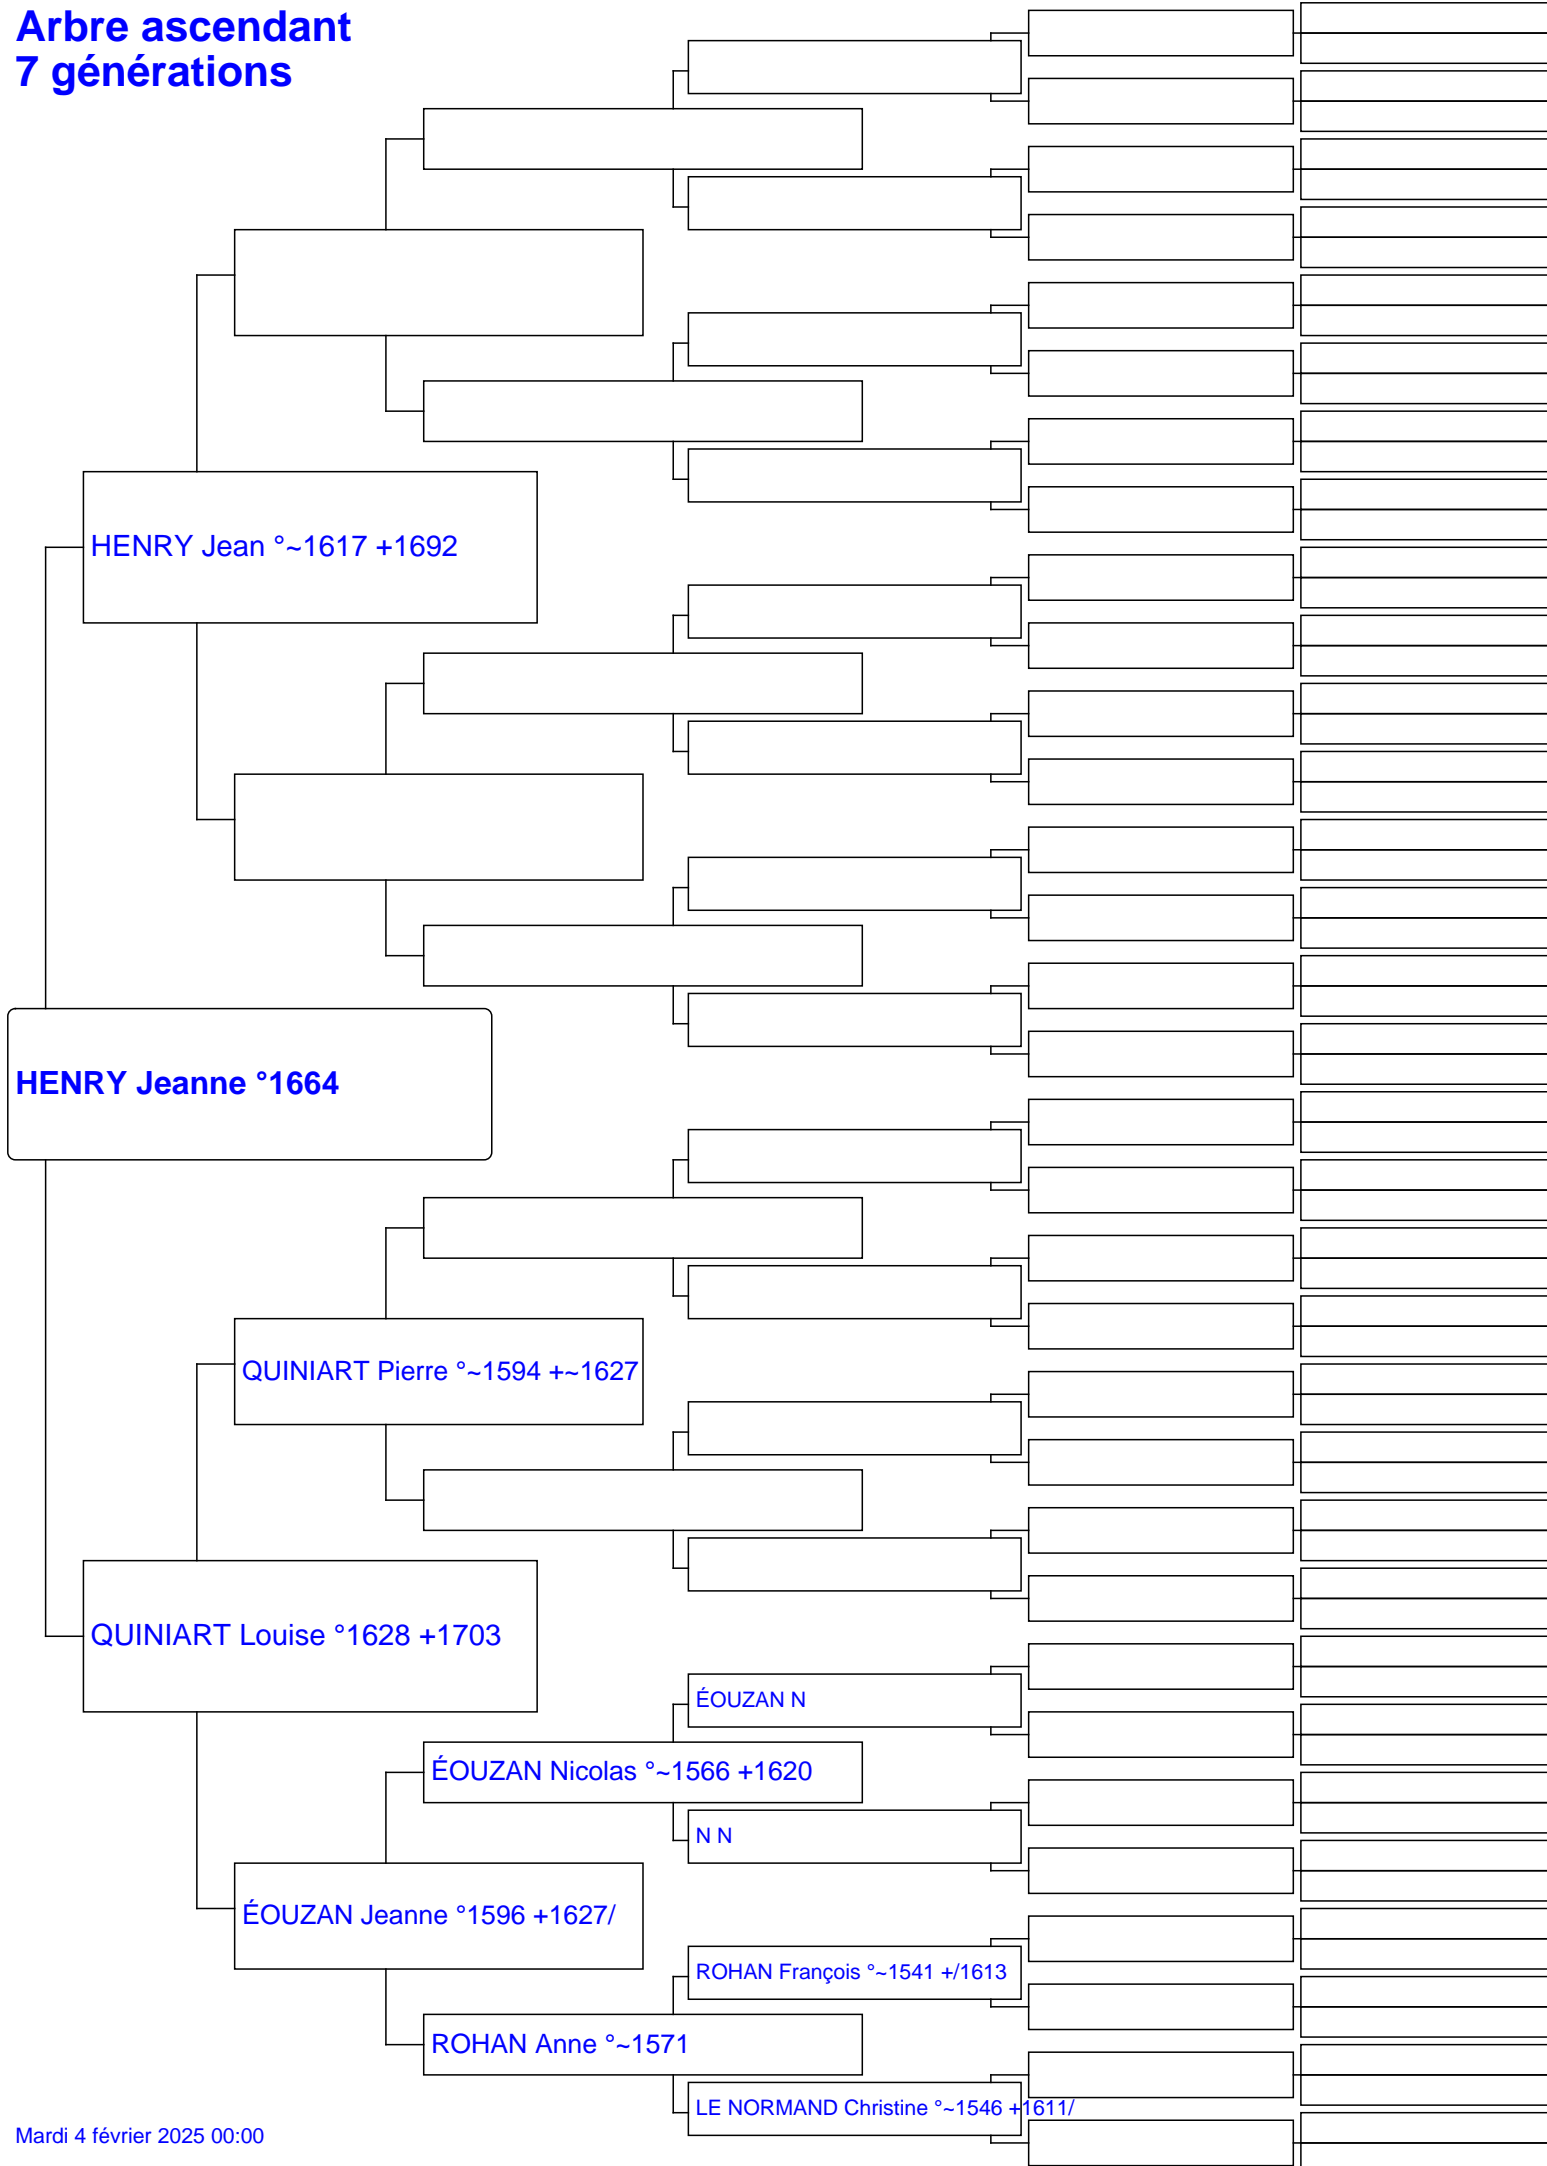 Arbre ascendant
7 générations
HENRY Jean °~1617 +1692
HENRY Jeanne °1664
QUINIART Pierre °~1594 +~1627
QUINIART Louise °1628 +1703
ÉOUZAN N
ÉOUZAN Nicolas °~1566 +1620
N N
ÉOUZAN Jeanne °1596 +1627/
ROHAN François °~1541 +/1613
ROHAN Anne °~1571
LE NORMAND Christine °~1546 +1611/
Mardi 4 février 2025 00:00